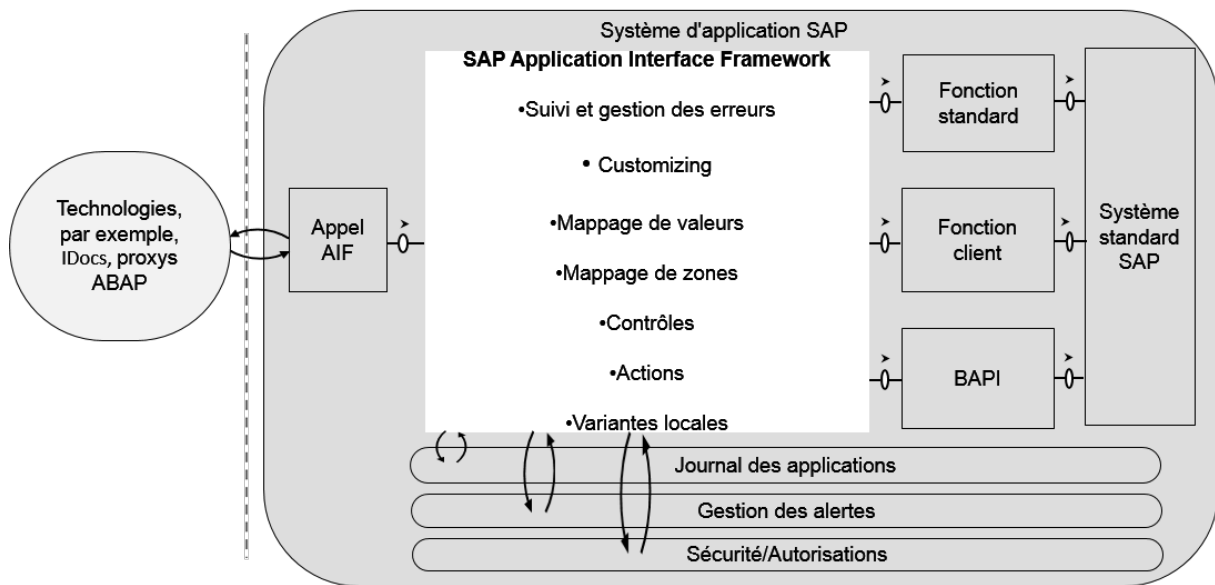 Système d'application SAP
SAP Application Interface Framework
•Suivi et gestion des erreurs
• Customizing
•Mappage de valeurs
•Mappage de zones
•Contrôles
•Actions
•Variantes locales
Technologies,
par exemple,
IDocs, proxys
ABAP
Appel
AIF
Fonction
standard
Fonction
client
BAPI
Système
standard
SAP
Journal des applications
Gestion des alertes
Sécurité/Autorisations